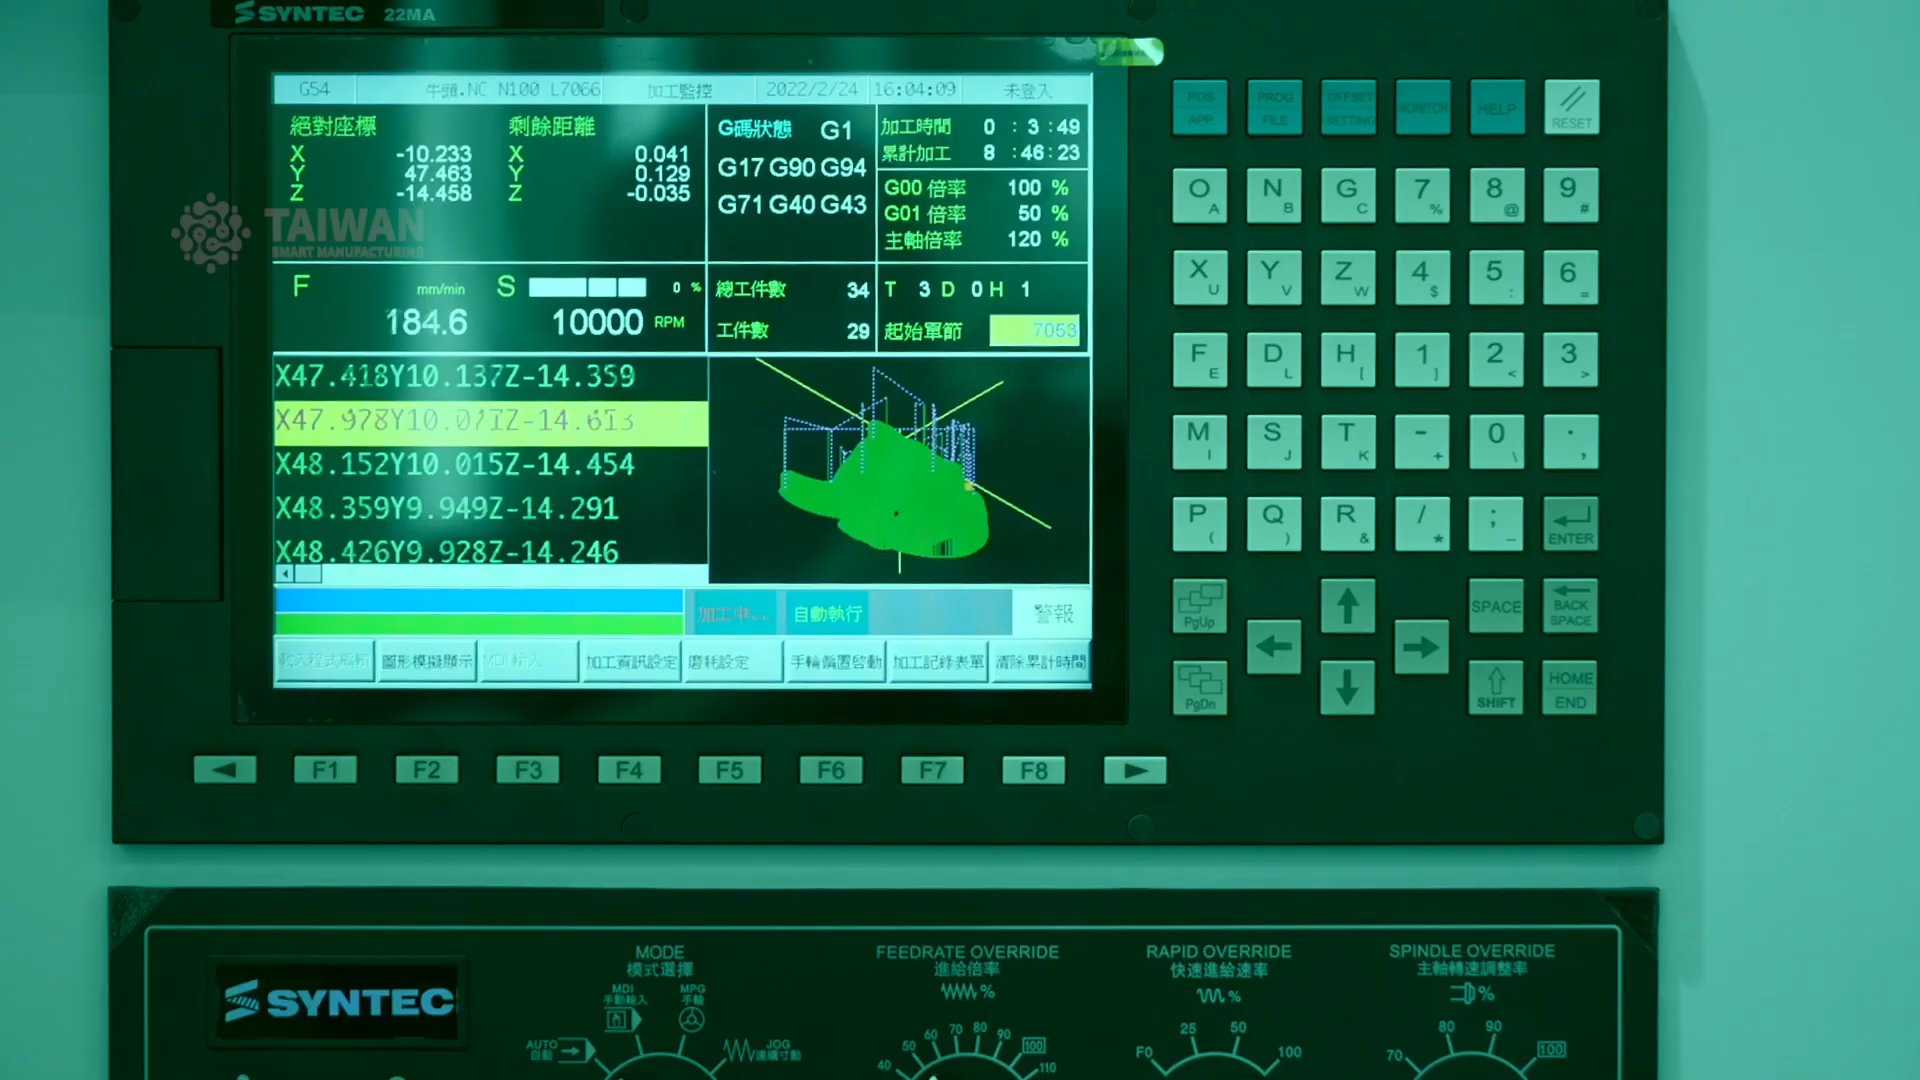 SYNTEC 22MA
G54 牛頭.NC N100 L7066 加工監控 2022/2/24 16:04:09 未登入
絕對座標 剩餘距離
X -10.233 X 0.041
Y 47.463 Y 0.129
Z -14.458 Z -0.035
G碼狀態 G1
G17 G90 G94
G71 G40 G43
加工時間 0 : 3 :49
累計加工 8 :46:23
G00 倍率 100 %
G01 倍率 50 %
主軸倍率 120 %
TAIWAN
SMART MANUFACTURING
F mm/min S 0 %
184.6 10000 RPM
總工件數 34
工件數 29
T 3 D 0 H 1
起始單節 7053
X47.418Y10.137Z-14.359
X47.978Y10.071Z-14.613
X48.152Y10.015Z-14.454
X48.359Y9.949Z-14.291
X48.426Y9.928Z-14.246
加工中.. 自動執行 警報
圖形模擬顯示 MDI 輸入 加工資訊設定 磨耗設定 手輪偏置啓動 加工記錄表單 清除累計時間
F1 F2 F3 F4 F5 F6 F7 F8
POS APP PROG FILE OFFSET SETTING MONITOR HELP RESET
O A N B G C 7 % 8 @ 9 #
X U Y V Z W 4 $ 5 : 6 =
F E D L H [ 1 ] 2 < 3 >
M I S J T K - + 0 \ . ,
P ( Q ) R & / * ; _ ENTER
PgUp SPACE BACK SPACE
PgDn SHIFT HOME END
SYNTEC
MODE
模式選擇
MDI
手動輸入
MPG
手輪
AUTO
自動
JOG
連續寸動
FEEDRATE OVERRIDE
進給倍率
%
40 50 60 70 80 90 100 110
RAPID OVERRIDE
快速進給速率
%
F0 25 50 100
SPINDLE OVERRIDE
主軸轉速調整率
%
70 80 90 100